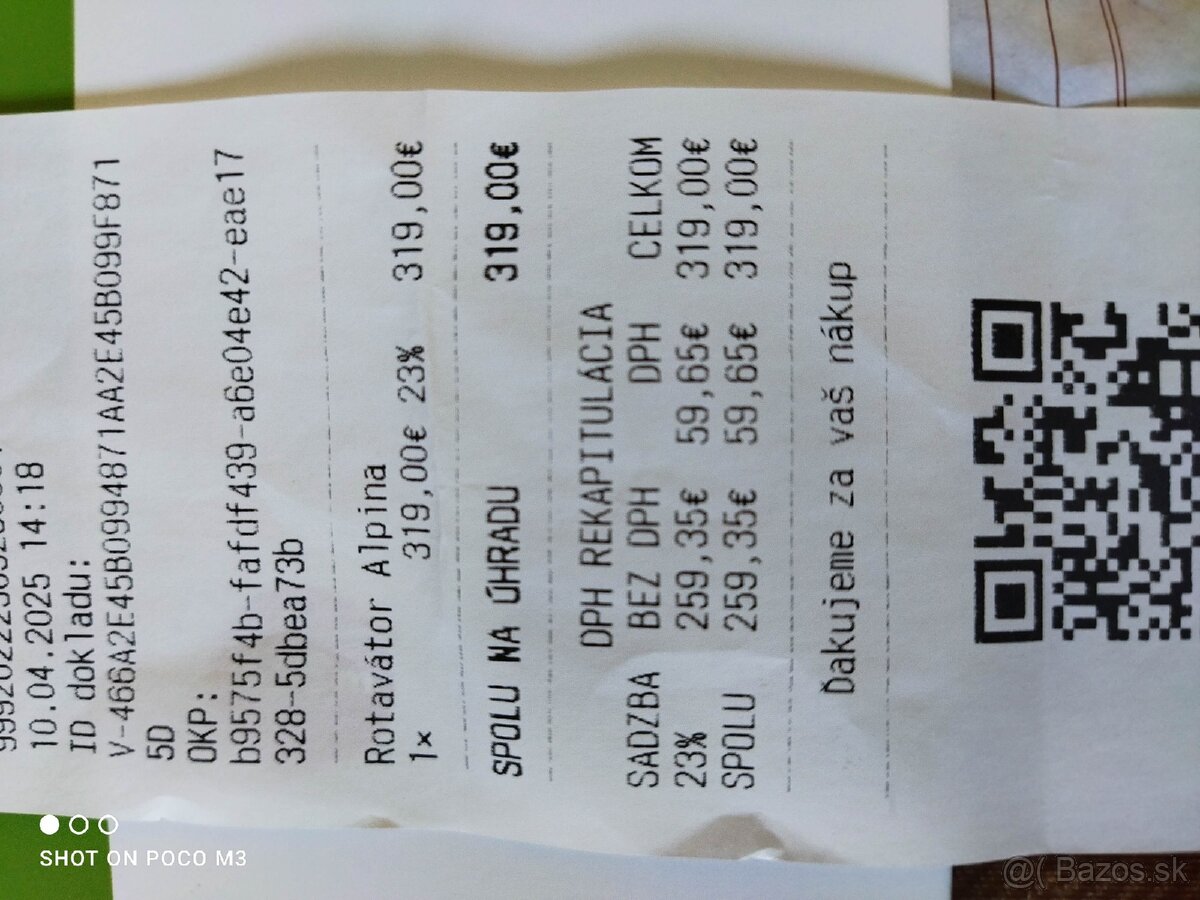 10.04.2025 14:18
ID dokladu:
V-466A2E45B0994871AA2E45B099F871
5D
OKP:
b9575f4b-fafdf439-a6e04e42-eae17
328-5dbea73b
Rotavátor Alpina
1x 319,00€ 23% 319,00€
SPOLU NA ÚHRADU 319,00€
DPH REKAPITULÁCIA
SADZBA BEZ DPH DPH CELKOM
23% 259,35€ 59,65€ 319,00€
SPOLU 259,35€ 59,65€ 319,00€
Ďakujeme za váš nákup
SHOT ON POCO M3
@( Bazos.sk